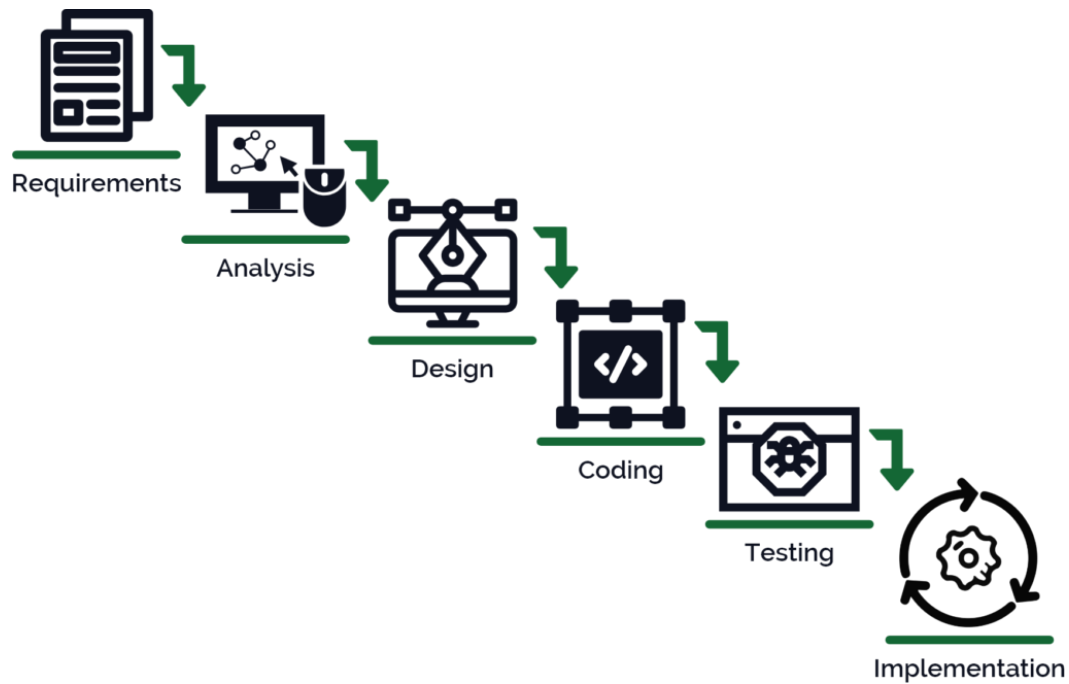 Requirements
Analysis
Design
</>
Coding
Testing
Implementation